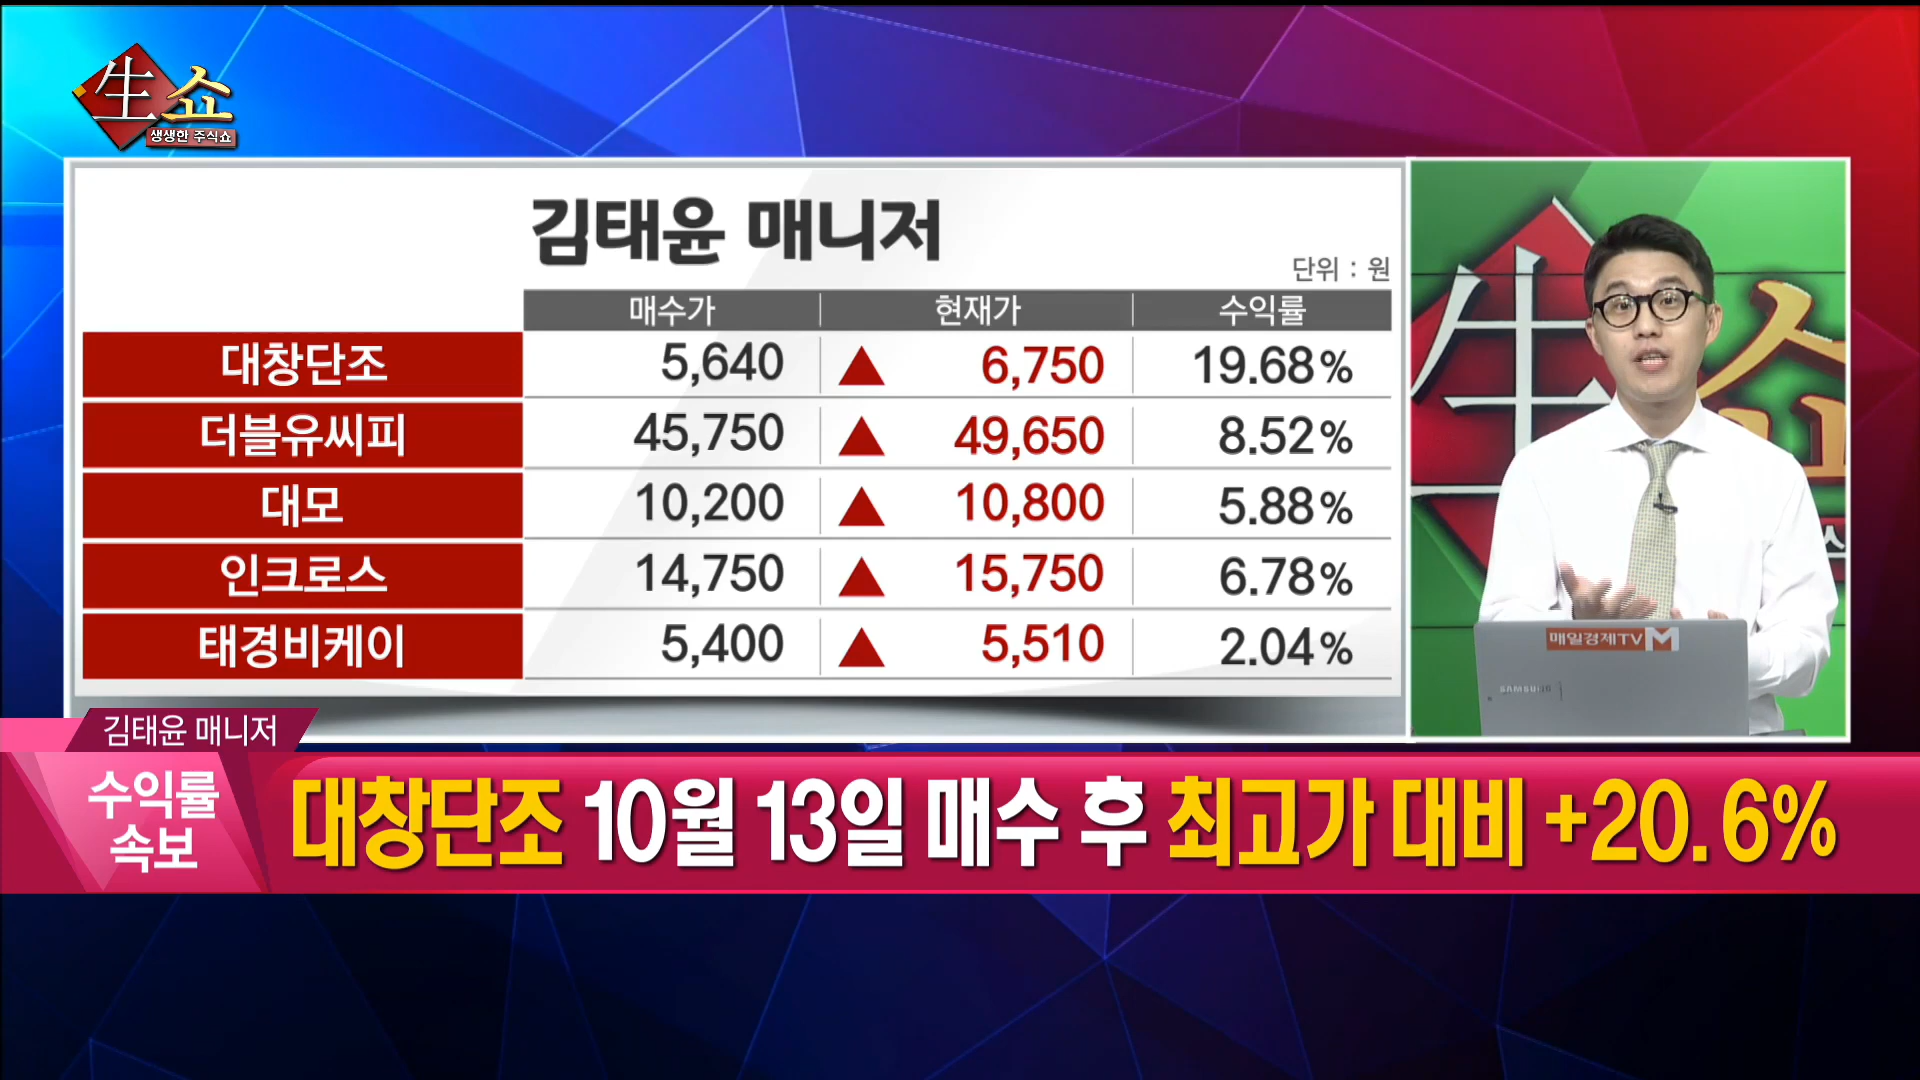 生쇼
생생한 주식쇼
김태윤 매니저
단위 : 원
매수가 현재가 수익률
대창단조 5,640 ▲ 6,750 19.68%
더블유씨피 45,750 ▲ 49,650 8.52%
대모 10,200 ▲ 10,800 5.88%
인크로스 14,750 ▲ 15,750 6.78%
태경비케이 5,400 ▲ 5,510 2.04%
生쇼
매일경제TV M
SAMSUNG
김태윤 매니저
수익률
속보
대창단조 10월 13일 매수 후 최고가 대비 +20.6%